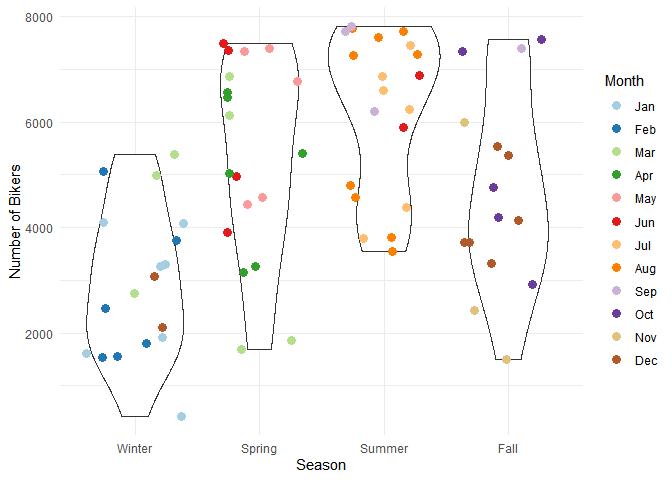 8000
6000
4000
2000
Number of Bikers
Winter
Spring
Summer
Fall
Season
Month
Jan
Feb
Mar
Apr
May
Jun
Jul
Aug
Sep
Oct
Nov
Dec